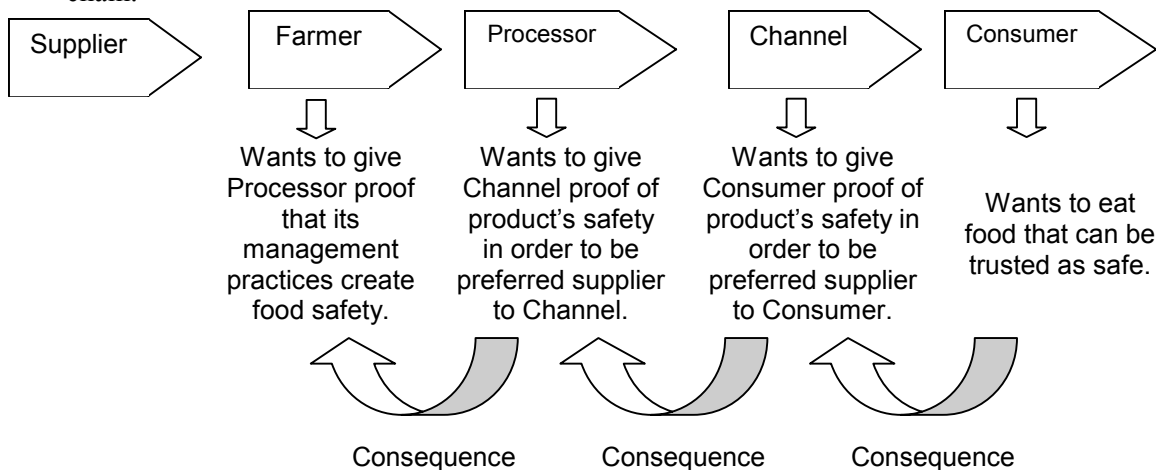 Supplier
Farmer
Processor
Channel
Consumer
Wants to give
Processor proof
that its
management
practices create
food safety.
Wants to give
Channel proof of
product’s safety
in order to be
preferred supplier
to Channel.
Wants to give
Consumer proof of
product’s safety in
order to be
preferred supplier
to Consumer.
Wants to eat
food that can be
trusted as safe.
Consequence
Consequence
Consequence